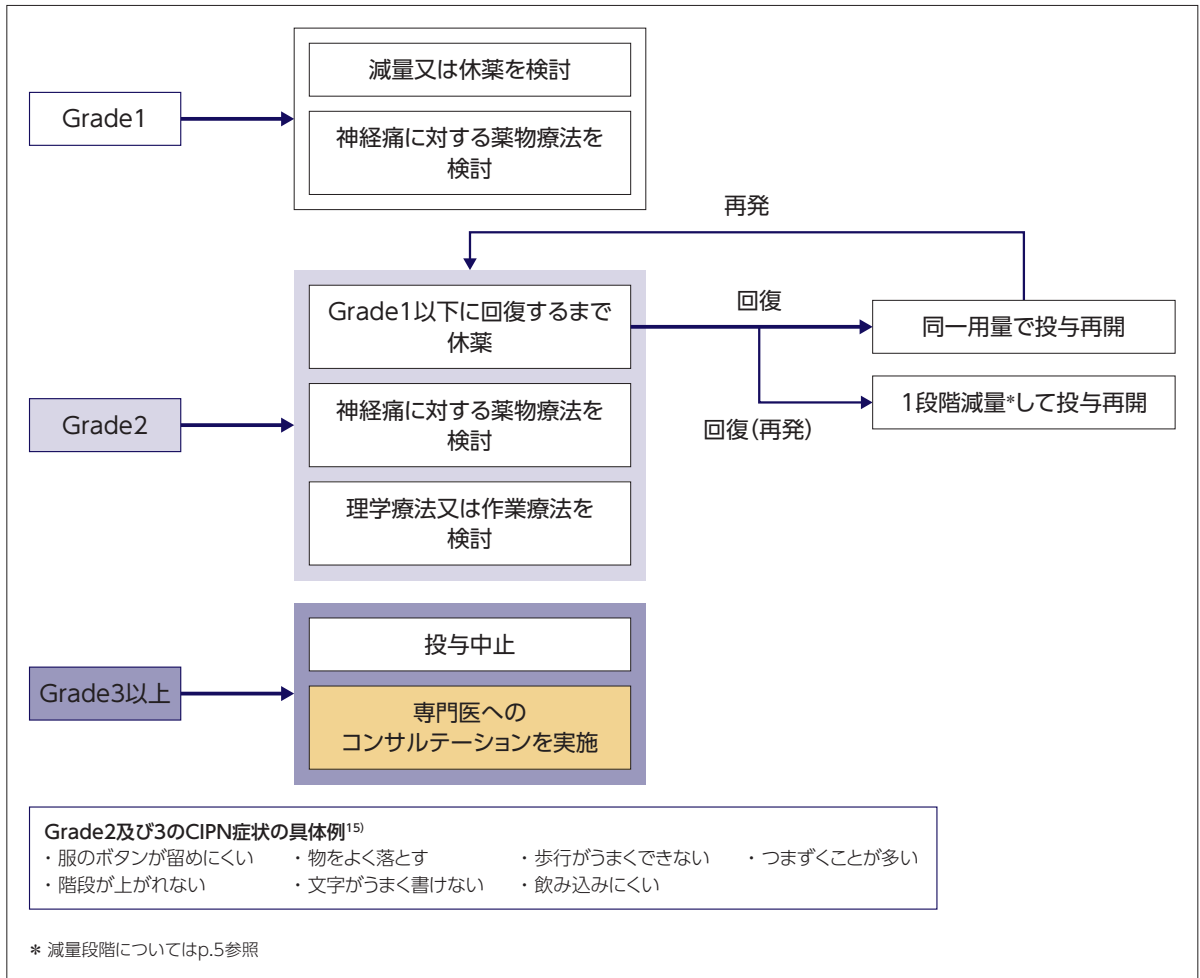 Grade1
減量又は休薬を検討
神経痛に対する薬物療法を
検討
再発
Grade2
Grade1以下に回復するまで
休薬
神経痛に対する薬物療法を
検討
理学療法又は作業療法を
検討
回復
同一用量で投与再開
回復(再発)
1段階減量*して投与再開
Grade3以上
投与中止
専門医への
コンサルテーションを実施
Grade2及び3のCIPN症状の具体例15)
・服のボタンが留めにくい ・物をよく落とす ・歩行がうまくできない ・つまずくことが多い
・階段が上がれない ・文字がうまく書けない ・飲み込みにくい
* 減量段階についてはp.5参照